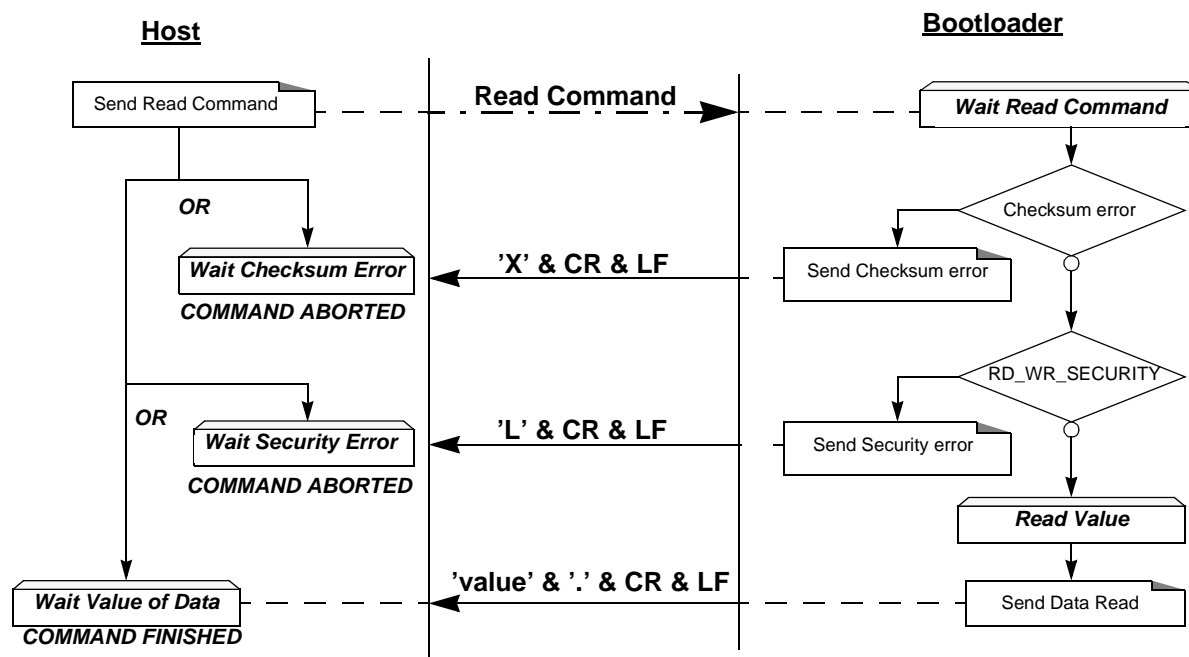 Host
Bootloader
Send Read Command
Read Command
Wait Read Command
Checksum error
OR
Wait Checksum Error
'X' & CR & LF
Send Checksum error
COMMAND ABORTED
RD_WR_SECURITY
OR
Wait Security Error
'L' & CR & LF
Send Security error
COMMAND ABORTED
Read Value
'value' & '.' & CR & LF
Wait Value of Data
Send Data Read
COMMAND FINISHED